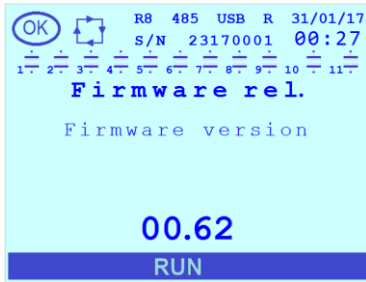 OK R8 485 USB R 31/01/17
S/N 23170001 00:27
1 2 3 4 5 6 7 8 9 10 11
Firmware rel.
Firmware version
00.62
RUN